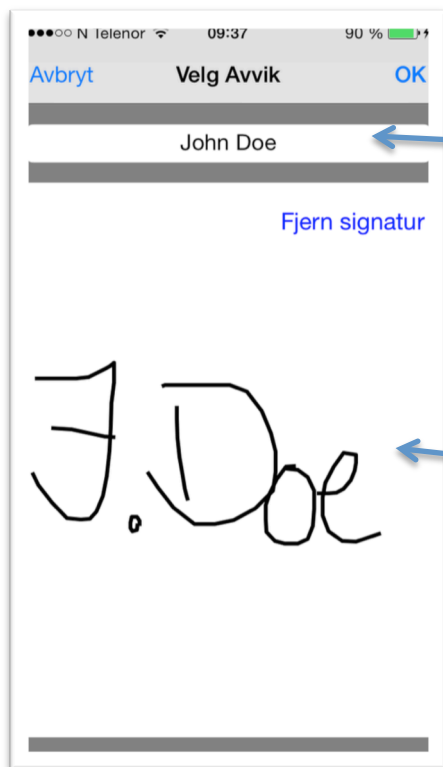 N Telenor 09:37 90 %
Avbryt Velg Avvik OK
John Doe
Fjern signatur
J. Doe